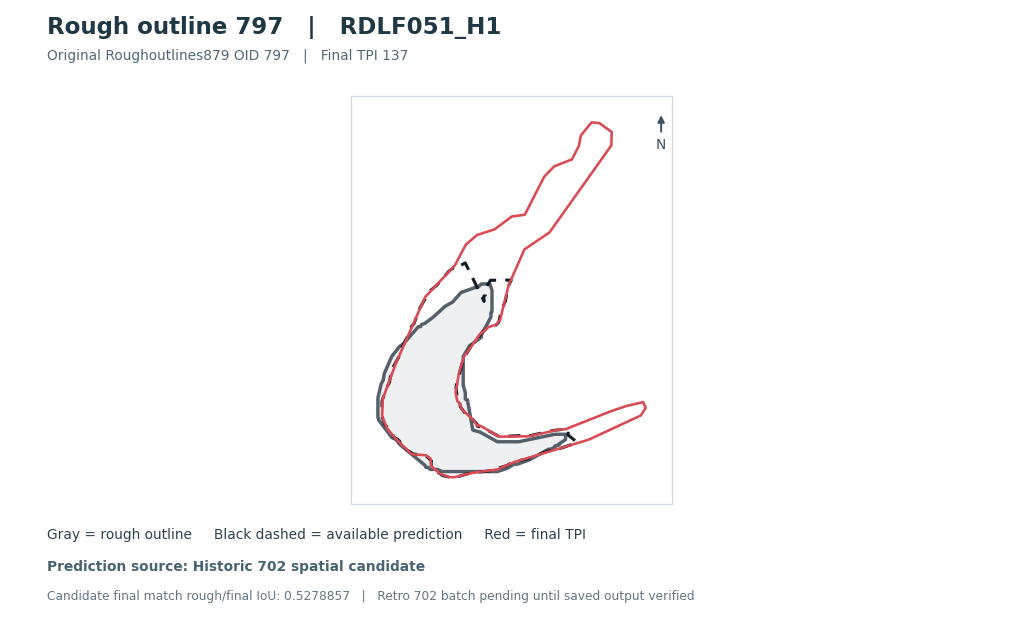 Rough outline 797   |   RDLF051_H1
Original Roughoutlines879 OID 797   |   Final TPI 137
N
Gray = rough outline     Black dashed = available prediction     Red = final TPI
Prediction source: Historic 702 spatial candidate
Candidate final match rough/final IoU: 0.5278857   |   Retro 702 batch pending until saved output verified